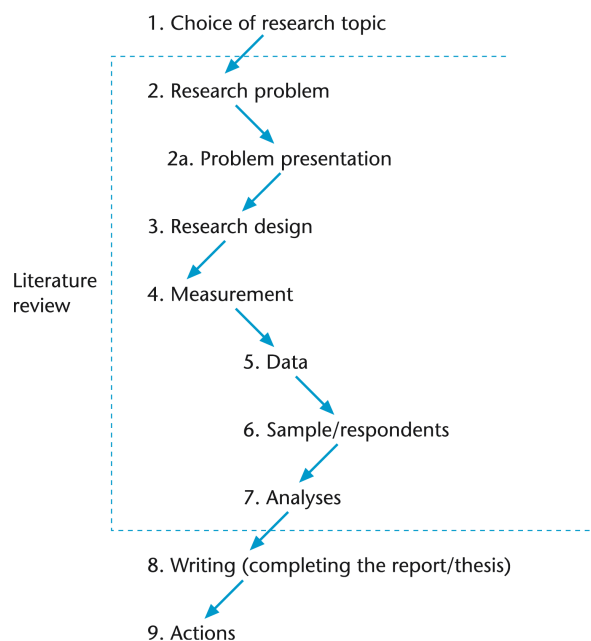 1. Choice of research topic
2. Research problem
2a. Problem presentation
3. Research design
Literature
review
4. Measurement
5. Data
6. Sample/respondents
7. Analyses
8. Writing (completing the report/thesis)
9. Actions